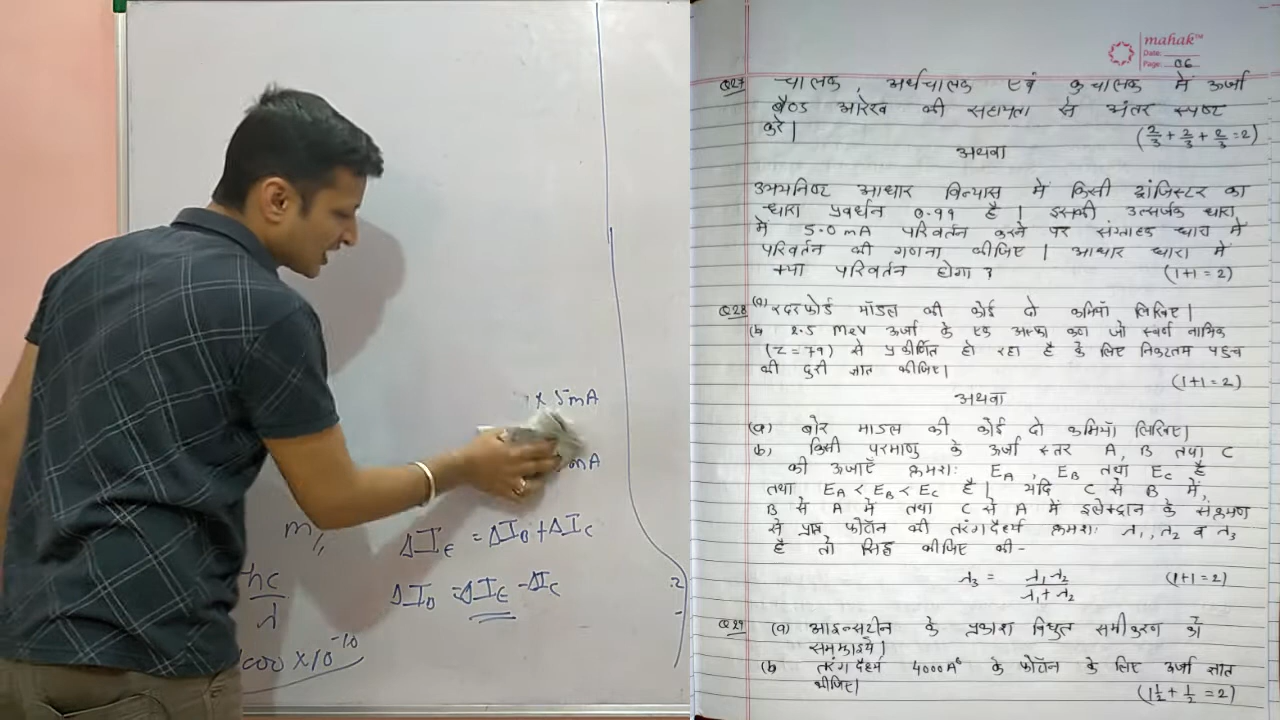 x 5mA
mA
m
ΔI_E = ΔI_B + ΔI_C
ΔI_B = ΔI_E - ΔI_C
hc
λ
000 x 10^-10
mahak™
Date:
Page: 06
Q27 चालक, अर्धचालक एवं कुचालक में ऊर्जा
बैण्ड आरेख की सहायता से अंतर स्पष्ट
करे। (2/3 + 2/3 + 2/3 = 2)
अथवा
उभयनिष्ट आधार विन्यास में किसी ट्रांजिस्टर का
धारा प्रवर्धन 0.99 है। इसकी उत्सर्जक धारा
में 5.0 mA परिवर्तन करने पर संग्राहक धारा में
परिवर्तन की गणना कीजिए। आधार धारा में
क्या परिवर्तन होगा? (1+1=2)
Q28 (a) रदरफोर्ड मॉडल की कोई दो कमियाँ लिखिए।
(b) 2.5 MeV ऊर्जा के एक अल्फा कण जो स्वर्ण नाभिक
(Z=79) से प्रकीर्णित हो रहा है के लिए निकटतम पहुच
की दुरी ज्ञात कीजिए।
(1+1=2)
अथवा
(a) बोर माडल की कोई दो कमियाँ लिखिए।
(b) किसी परमाणु के ऊर्जा स्तर A, B तथा C
की ऊर्जाएँ क्रमशः E_A, E_B तथा E_C है
तथा E_A < E_B < E_C है। यदि C से B में,
B से A में तथा C से A में इलेक्ट्रान के संक्रमण
से प्राप्त फोटॉन की तरंगदैर्ध्य क्रमशः λ₁, λ₂ व λ₃
है तो सिद्ध कीजिए की-
λ₃ = λ₁λ₂ / λ₁+λ₂ (1+1=2)
Q29 (a) आइन्सटीन के प्रकाश विधुत समीकरण को
समझाइये।
(b) तरंगदैर्ध्य 4000A° के फोटॉन के लिए ऊर्जा ज्ञात
कीजिए। (1½ + ½ = 2)